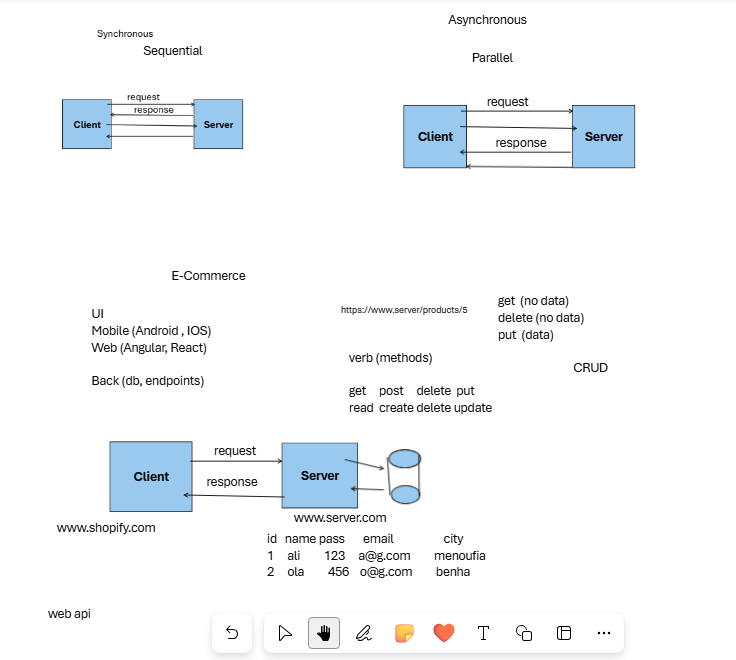 Synchronous
Sequential
request
response
Client
Server
Asynchronous
Parallel
request
Client
response
Server
E-Commerce
UI
Mobile (Android , IOS)
Web (Angular, React)
Back (db, endpoints)
https://www.server/products/5
get (no data)
delete (no data)
put (data)
verb (methods)
CRUD
get post delete put
read create delete update
Client
request
response
Server
www.shopify.com
www.server.com
id name pass email city
1 ali 123 a@g.com menoufia
2 ola 456 o@g.com benha
web api
T